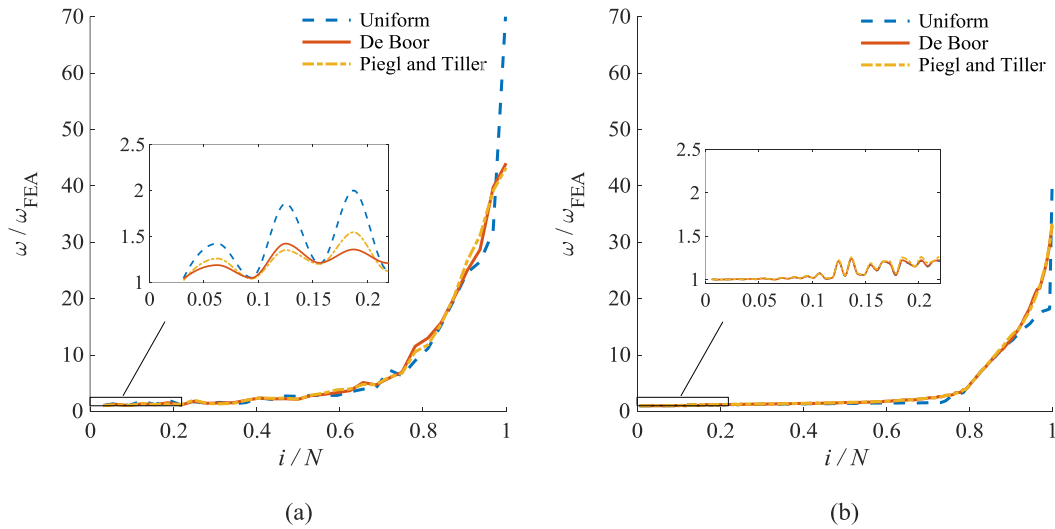 70
60
50
40
30
20
10
0
ω / ω_FEA
Uniform
De Boor
Piegl and Tiller
2.5
2
1.5
1
0 0.05 0.1 0.15 0.2
0 0.2 0.4 0.6 0.8 1
i / N
(a)
70
60
50
40
30
20
10
0
ω / ω_FEA
Uniform
De Boor
Piegl and Tiller
2.5
2
1.5
1
0 0.05 0.1 0.15 0.2
0 0.2 0.4 0.6 0.8 1
i / N
(b)